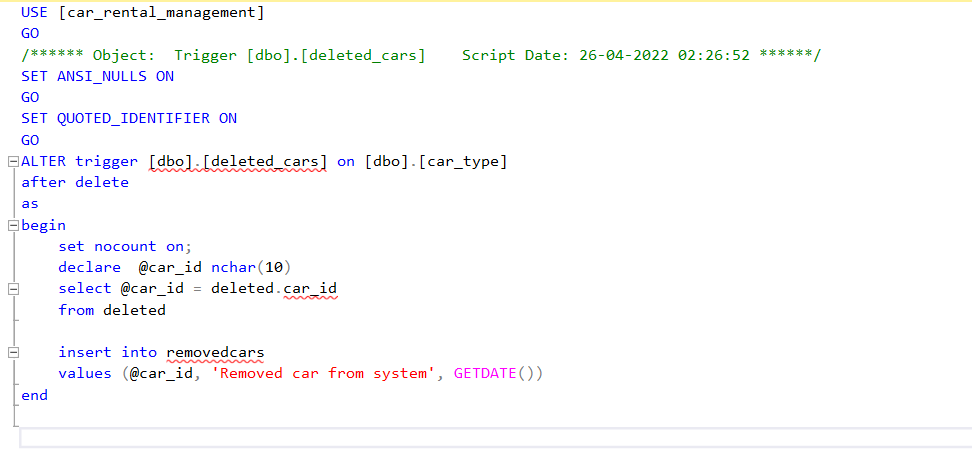 USE [car_rental_management]
GO
/****** Object:  Trigger [dbo].[deleted_cars]    Script Date: 26-04-2022 02:26:52 ******/
SET ANSI_NULLS ON
GO
SET QUOTED_IDENTIFIER ON
GO
ALTER trigger [dbo].[deleted_cars] on [dbo].[car_type]
after delete
as
begin
    set nocount on;
    declare  @car_id nchar(10)
    select @car_id = deleted.car_id
    from deleted

    insert into removedcars
    values (@car_id, 'Removed car from system', GETDATE())
end